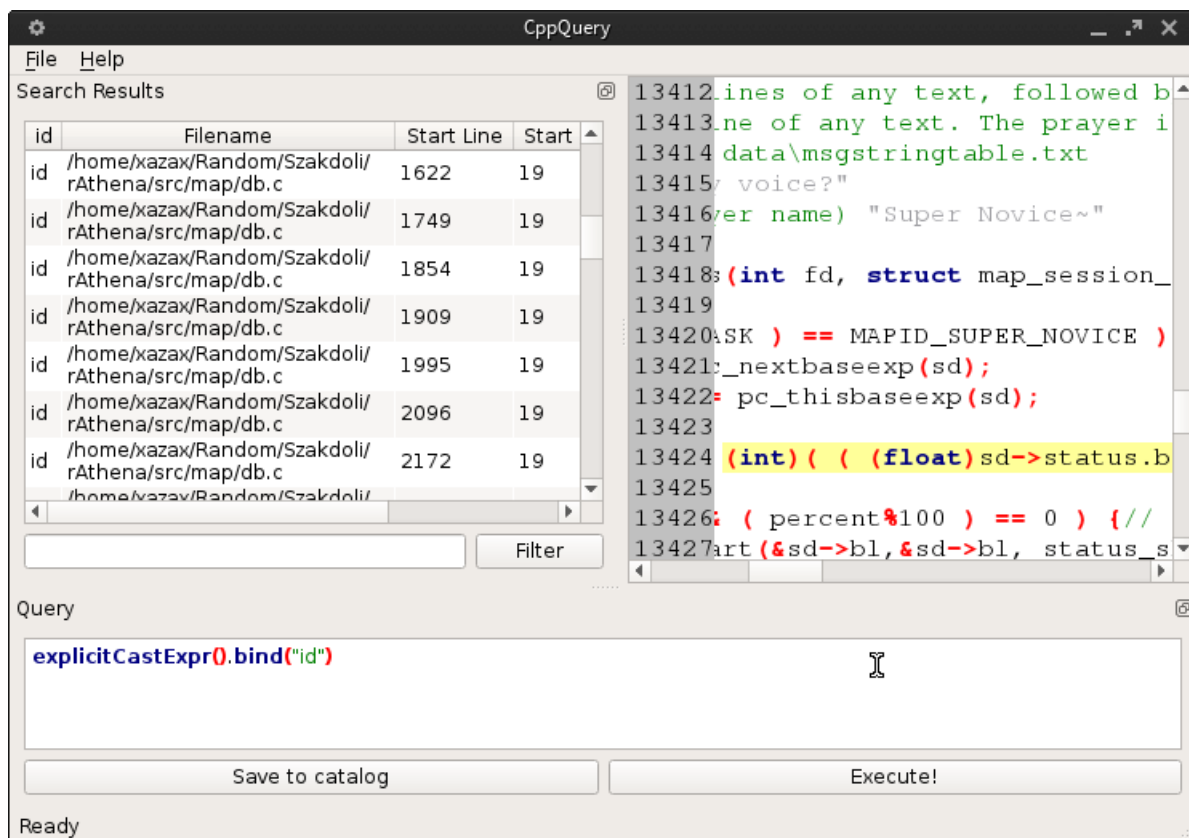 CppQuery
File Help
Search Results
id Filename Start Line Start
id /home/xazax/Random/Szakdoli/
rAthena/src/map/db.c 1622 19
id /home/xazax/Random/Szakdoli/
rAthena/src/map/db.c 1749 19
id /home/xazax/Random/Szakdoli/
rAthena/src/map/db.c 1854 19
id /home/xazax/Random/Szakdoli/
rAthena/src/map/db.c 1909 19
id /home/xazax/Random/Szakdoli/
rAthena/src/map/db.c 1995 19
id /home/xazax/Random/Szakdoli/
rAthena/src/map/db.c 2096 19
id /home/xazax/Random/Szakdoli/
rAthena/src/map/db.c 2172 19
/home/xazax/Random/Szakdoli/
Filter
13412 ines of any text, followed b
13413 ne of any text. The prayer i
13414 data\msgstringtable.txt
13415 voice?"
13416 er name) "Super Novice~"
13417
13418 (int fd, struct map_session_
13419
13420 SK ) == MAPID_SUPER_NOVICE )
13421 _nextbaseexp(sd);
13422 = pc_thisbaseexp(sd);
13423
13424 (int)( ( (float)sd->status.b
13425
13426 ( percent%100 ) == 0 ) {//
13427 art(&sd->bl,&sd->bl, status_s
Query
explicitCastExpr().bind("id")
Save to catalog Execute!
Ready